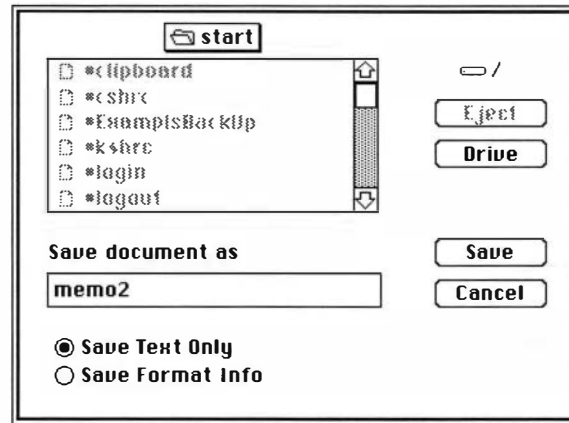 start
*clipboard
*cshrc
*ExamplsBackUp
*kshrc
*login
*logout
/
Eject
Drive
Save document as
memo2
Save
Cancel
Save Text Only
Save Format Info